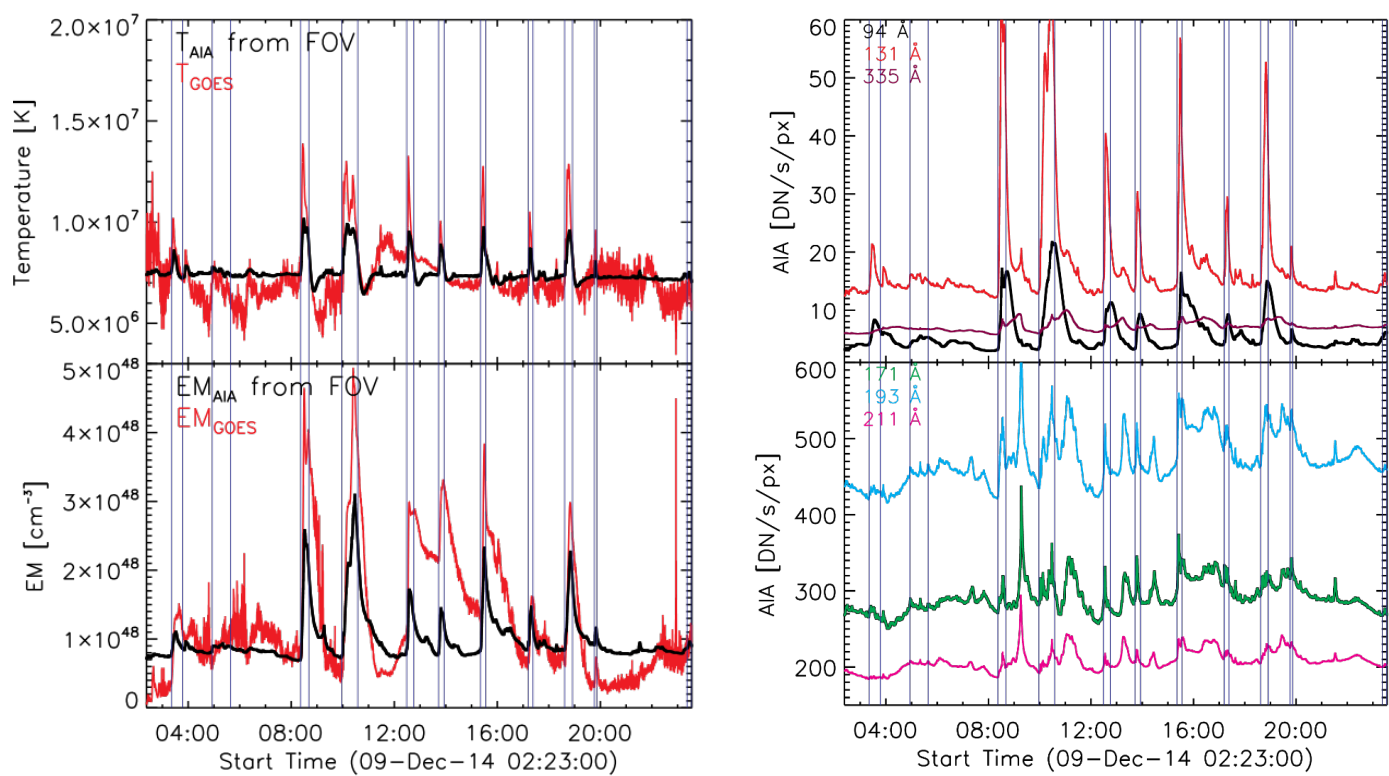 2.0×10⁷
T_AIA from FOV
T_GOES
1.5×10⁷
1.0×10⁷
5.0×10⁶
Temperature [K]
5×10⁴⁸
EM_AIA from FOV
EM_GOES
4×10⁴⁸
3×10⁴⁸
2×10⁴⁸
1×10⁴⁸
0
EM [cm⁻³]
04:00 08:00 12:00 16:00 20:00
Start Time (09-Dec-14 02:23:00)
60
94 Å
131 Å
335 Å
50
40
30
20
10
AIA [DN/s/px]
600
171 Å
193 Å
211 Å
500
400
300
200
AIA [DN/s/px]
04:00 08:00 12:00 16:00 20:00
Start Time (09-Dec-14 02:23:00)